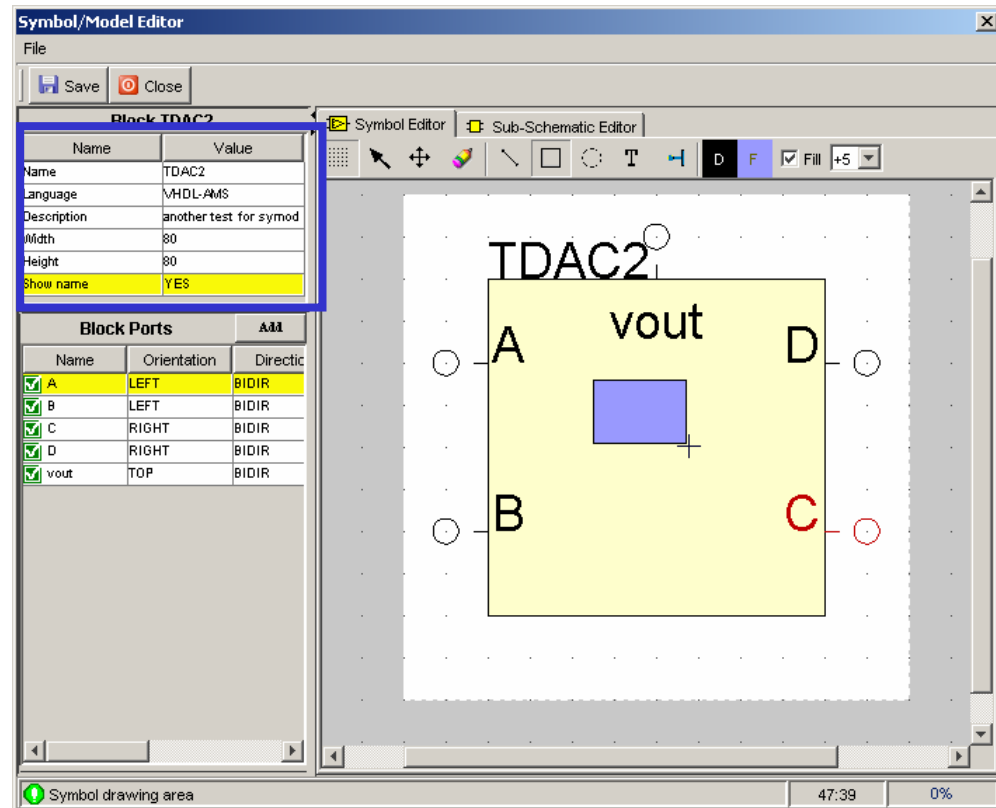 Symbol/Model Editor
File
Save Close
Block TDAC2
Symbol Editor Sub-Schematic Editor
T D F Fill +5
Name Value
Name TDAC2
Language VHDL-AMS
Description another test for symod
Width 80
Height 80
Show name YES
Block Ports Add
Name Orientation Directic
A LEFT BIDIR
B LEFT BIDIR
C RIGHT BIDIR
D RIGHT BIDIR
vout TOP BIDIR
TDAC2
vout
A D
B C
Symbol drawing area 47:39 0%